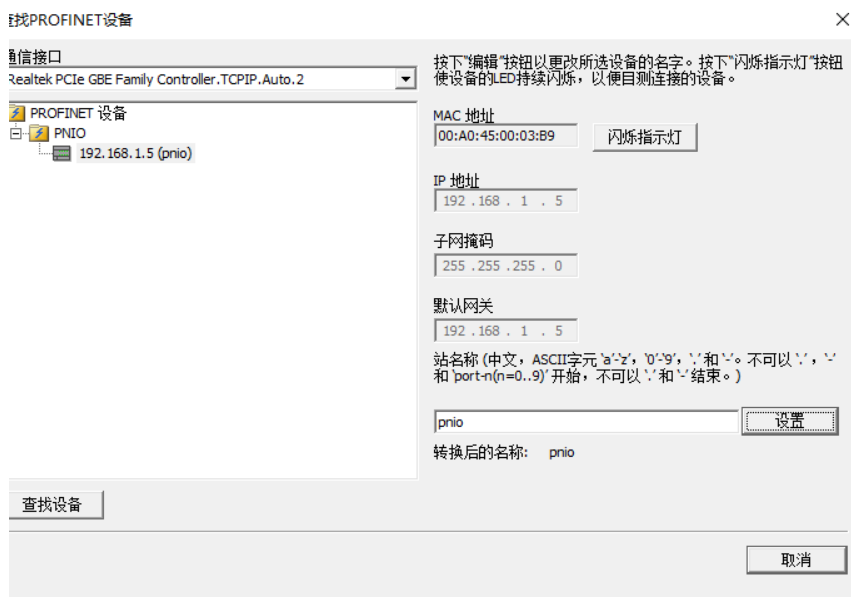 查找PROFINET设备
通信接口
Realtek PCIe GBE Family Controller.TCPIP.Auto.2
PROFINET 设备
PNIO
192.168.1.5 (pnio)
查找设备
按下"编辑"按钮以更改所选设备的名字。按下"闪烁指示灯"按钮
使设备的LED持续闪烁，以便目测连接的设备。
MAC 地址
00:A0:45:00:03:B9
闪烁指示灯
IP 地址
192 . 168 . 1 . 5
子网掩码
255 . 255 . 255 . 0
默认网关
192 . 168 . 1 . 5
站名称 (中文，ASCII字元 'a'-'z'，'0'-'9'，'.' 和 '-'。不可以 '.'，'-'
和 'port-n(n=0..9)' 开始，不可以 '.' 和 '-' 结束。)
pnio
设置
转换后的名称: pnio
取消